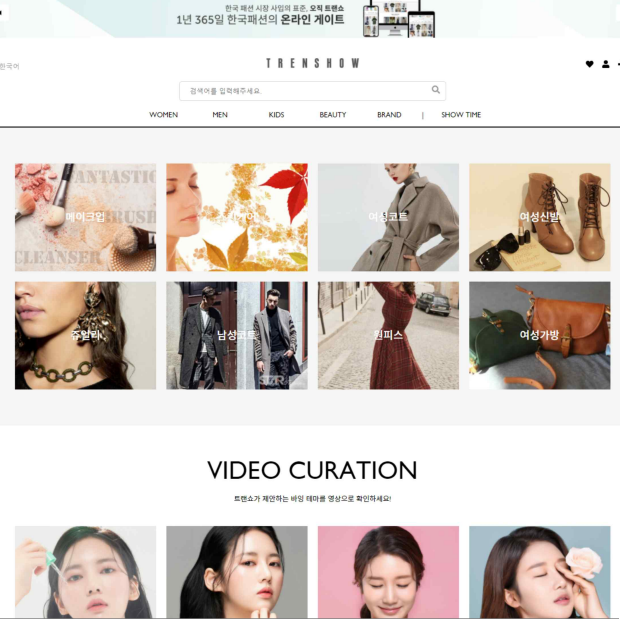 한국 패션 시장 사입의 표준, 오직 트랜쇼
1년 365일 한국패션의 온라인 게이트
한국어
TRENSHOW
검색어를 입력해주세요.
WOMEN MEN KIDS BEAUTY BRAND | SHOW TIME
FANTASTIC
BRUSH
CLEANSER
메이크업
여성코트
여성신발
쥬얼리
남성코트
원피스
여성가방
VIDEO CURATION
트랜쇼가 제안하는 바잉 테마를 영상으로 확인하세요!